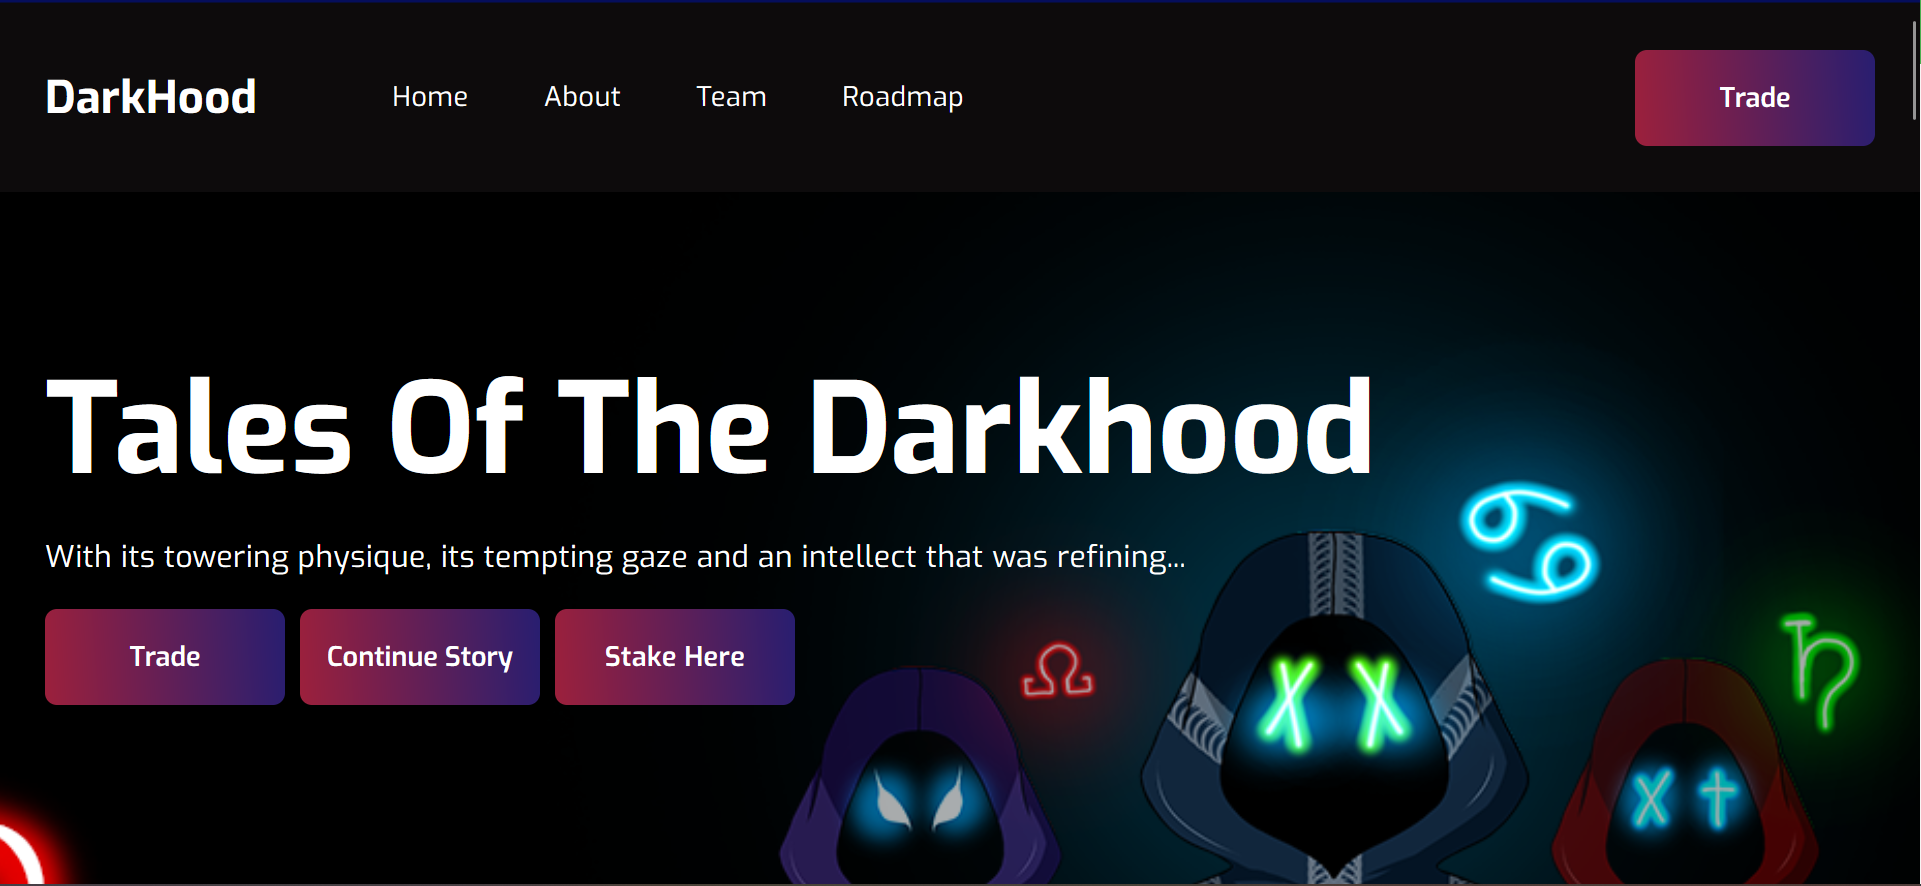 DarkHood
Home
About
Team
Roadmap
Trade
Tales Of The Darkhood
With its towering physique, its tempting gaze and an intellect that was refining...
Trade
Continue Story
Stake Here